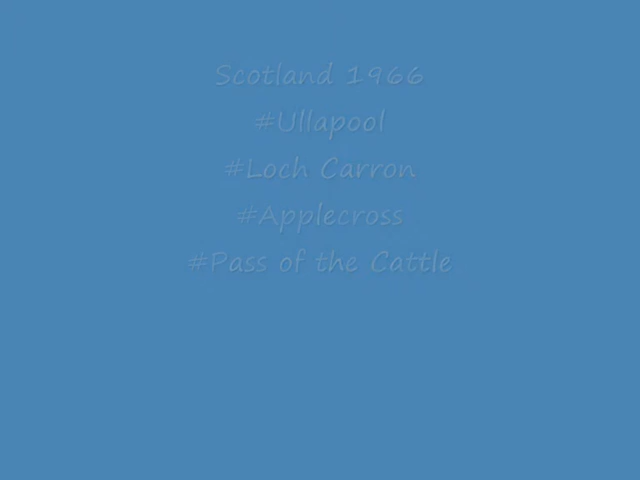 Scotland 1966
#Ullapool
#Loch Carron
#Applecross
#Pass of the Cattle